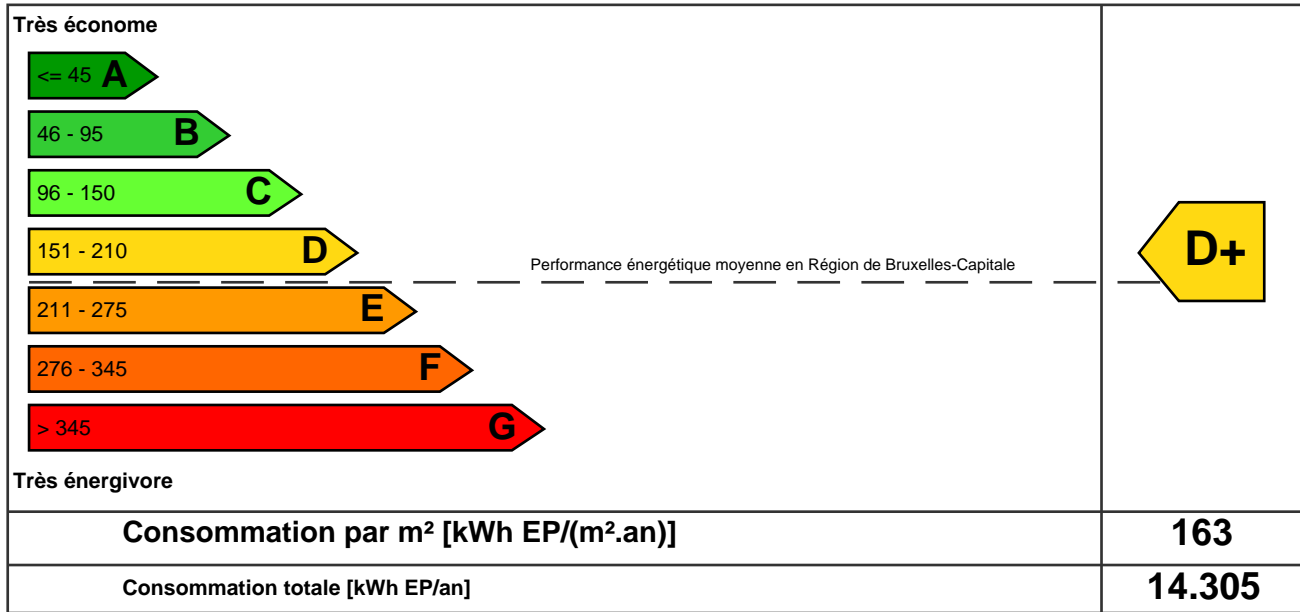 Très économe
<= 45 A
46 - 95 B
96 - 150 C
151 - 210 D
Performance énergétique moyenne en Région de Bruxelles-Capitale
D+
211 - 275 E
276 - 345 F
> 345 G
Très énergivore
Consommation par m² [kWh EP/(m².an)] 163
Consommation totale [kWh EP/an] 14.305